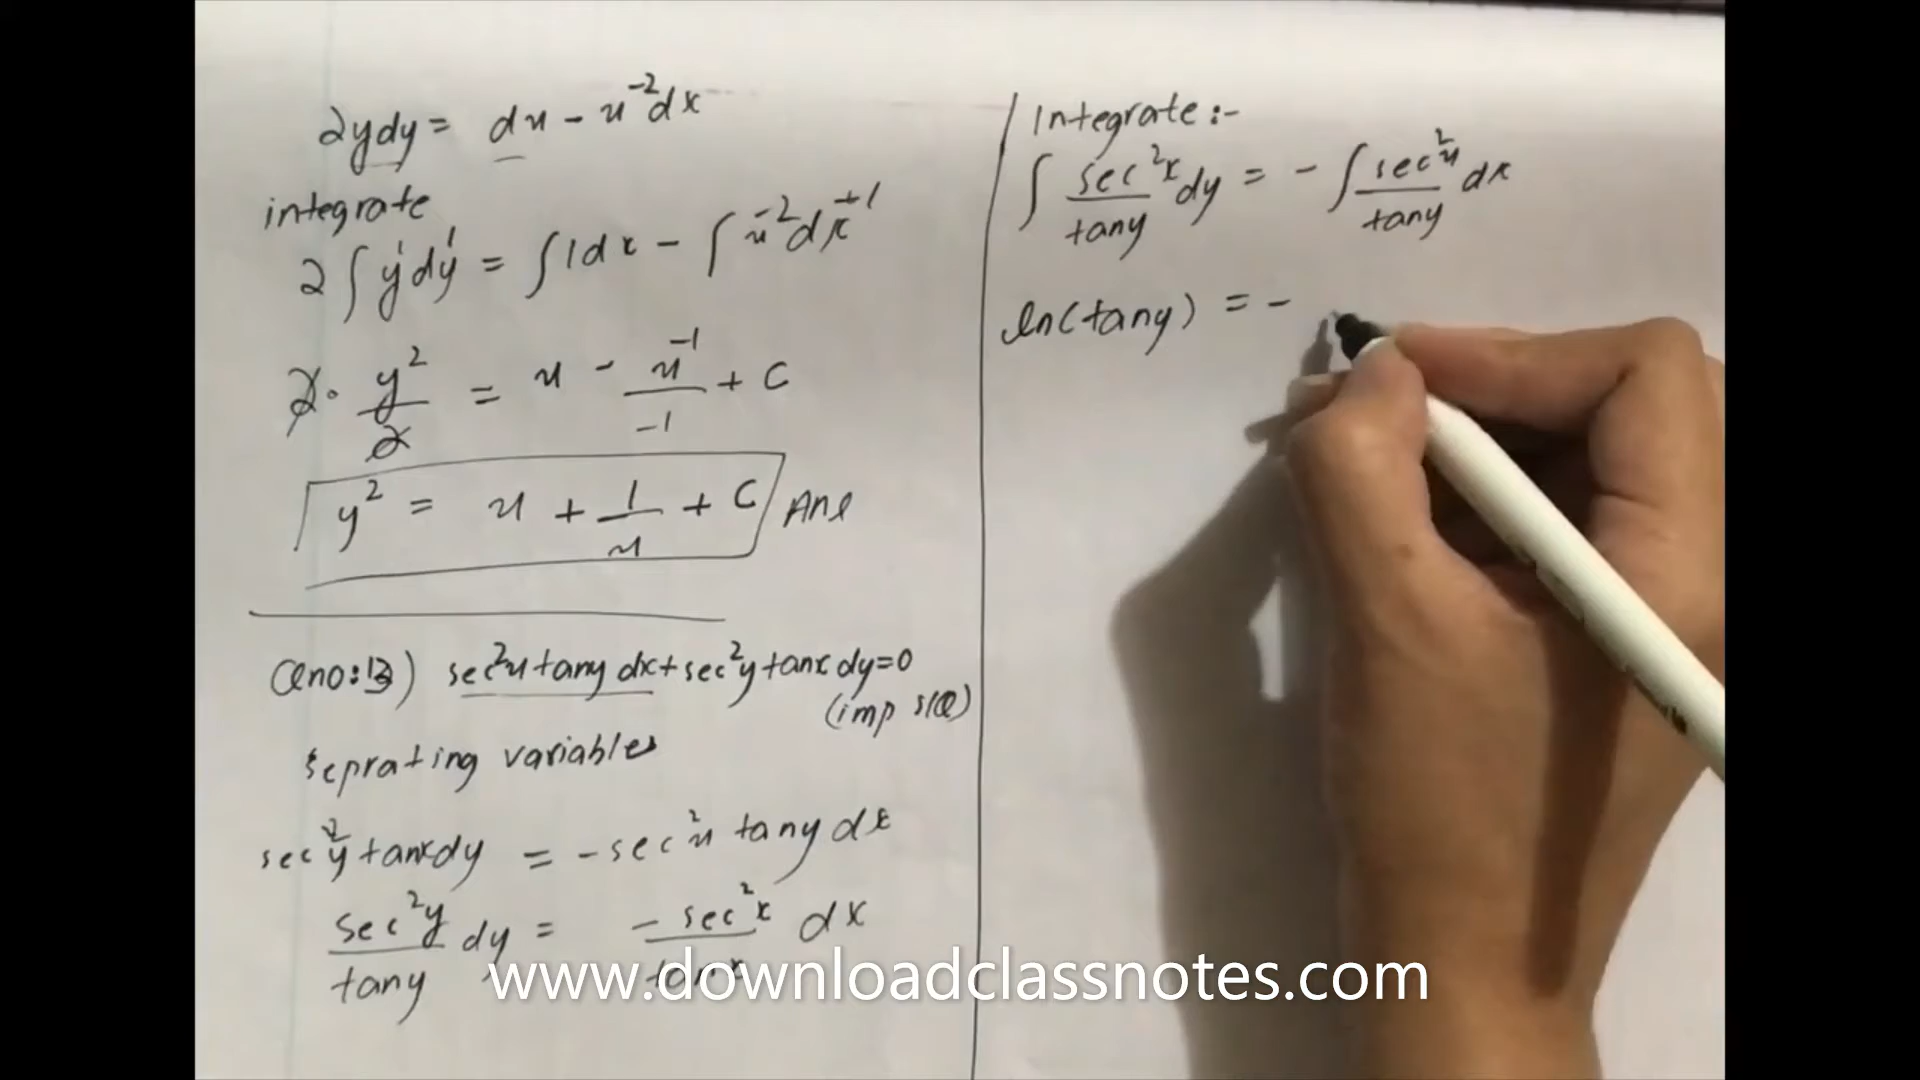 2ydy = dx - x⁻²dx
integrate
2∫y¹dy¹ = ∫1dx - ∫x⁻²dx⁺¹
2·y²/2 = x - x⁻¹/-1 + C
y² = x + 1/x + C Ans
Qno:13) sec²x tany dx + sec²y tanx dy = 0
(imp s/Q)
seprating variables
sec²y tanx dy = -sec²x tany dx
sec²y/tany dy = -sec²x/tanx dx
Integrate:-
∫ sec²x/tany dy = -∫ sec²x/tany dx
ln(tany) = -
www.downloadclassnotes.com